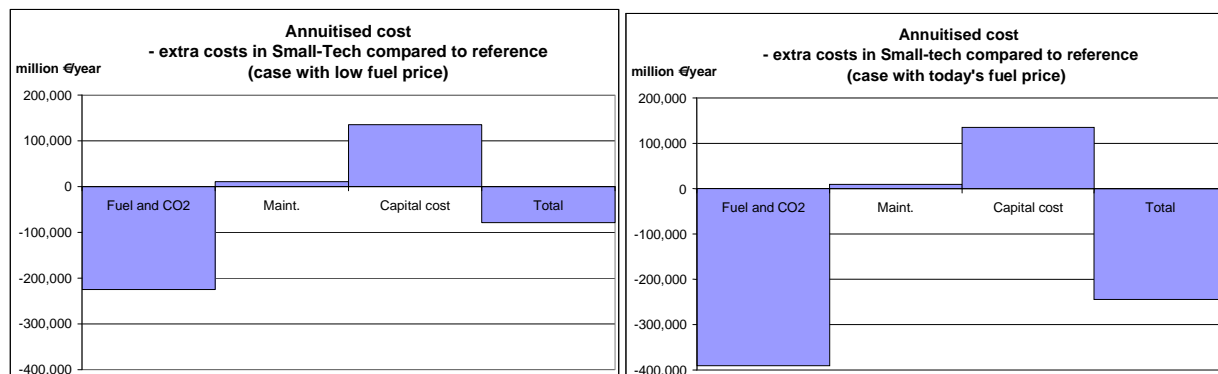 Annuitised cost
- extra costs in Small-Tech compared to reference
(case with low fuel price)
million €/year
200,000
100,000
0
-100,000
-200,000
-300,000
-400,000
Fuel and CO2 Maint. Capital cost Total
Annuitised cost
- extra costs in Small-tech compared to reference
(case with today's fuel price)
million €/year
200,000
100,000
0
-100,000
-200,000
-300,000
-400,000
Fuel and CO2 Maint. Capital cost Total